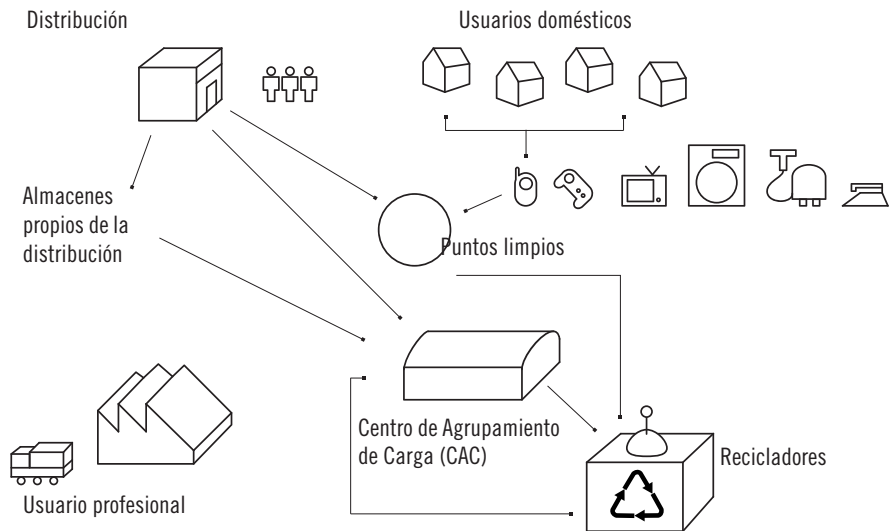 Distribución
Usuarios domésticos
Almacenes
propios de la
distribución
Puntos limpios
Centro de Agrupamiento
de Carga (CAC)
Recicladores
Usuario profesional